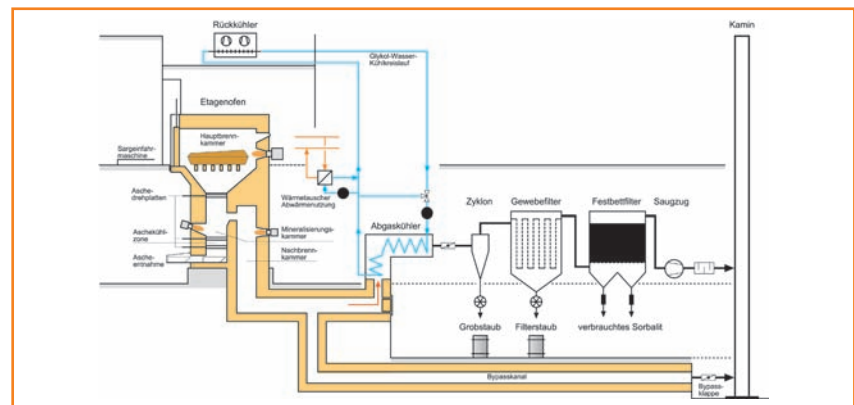 Rückkühler
Kamin
Glykol-Wasser-
Kühlkreislauf
Etagenofen
Hauptbrenn-
kammer
Sargeinfahr-
maschine
Asche-
drehplatten
Wärmetauscher
Abwärmenutzung
Zyklon
Gewebefilter
Festbettfilter
Saugzug
Abgaskühler
Aschekühl-
zone
Mineralisierungs-
kammer
Asche-
entnahme
Nachbrenn-
kammer
Grobstaub
Filterstaub
verbrauchtes Sorbalit
Bypasskanal
Bypass-
klappe